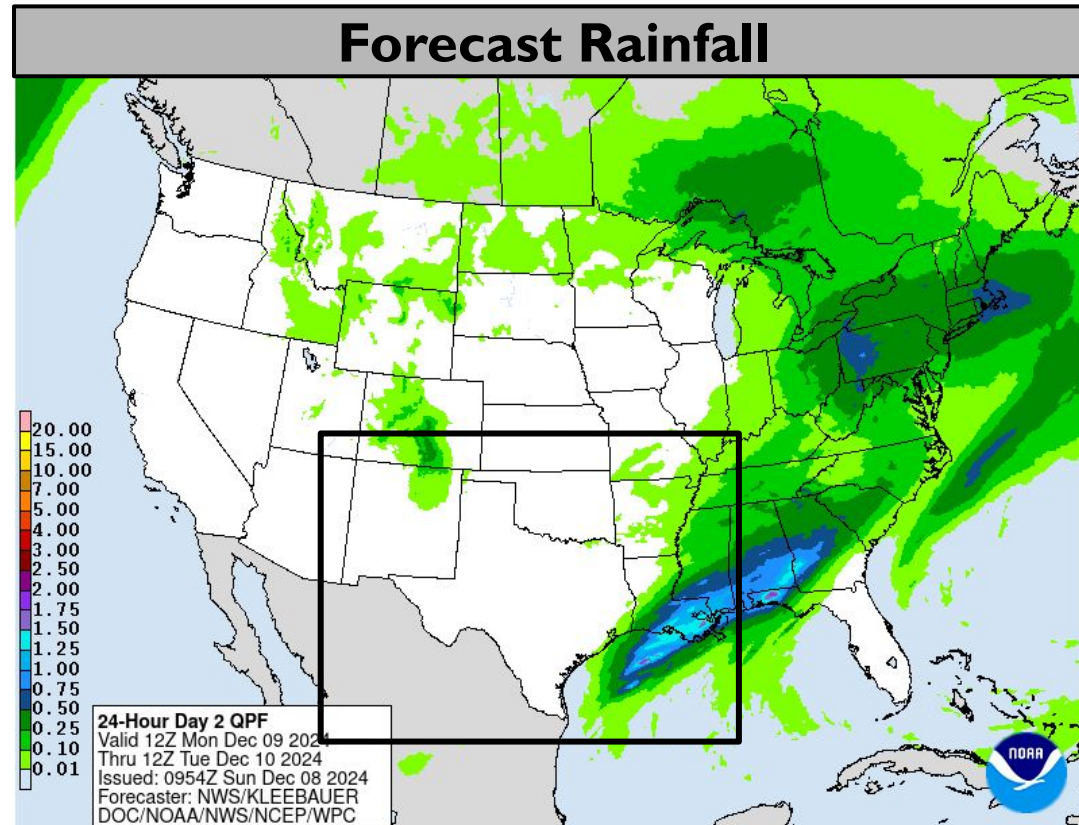 Forecast Rainfall
20.00
15.00
10.00
7.00
5.00
4.00
3.00
2.50
2.00
1.75
1.50
1.25
1.00
0.75
0.50
0.25
0.10
0.01
24-Hour Day 2 QPF
Valid 12Z Mon Dec 09 2024
Thru 12Z Tue Dec 10 2024
Issued: 0954Z Sun Dec 08 2024
Forecaster: NWS/KLEEBAUER
DOC/NOAA/NWS/NCEP/WPC
NOAA